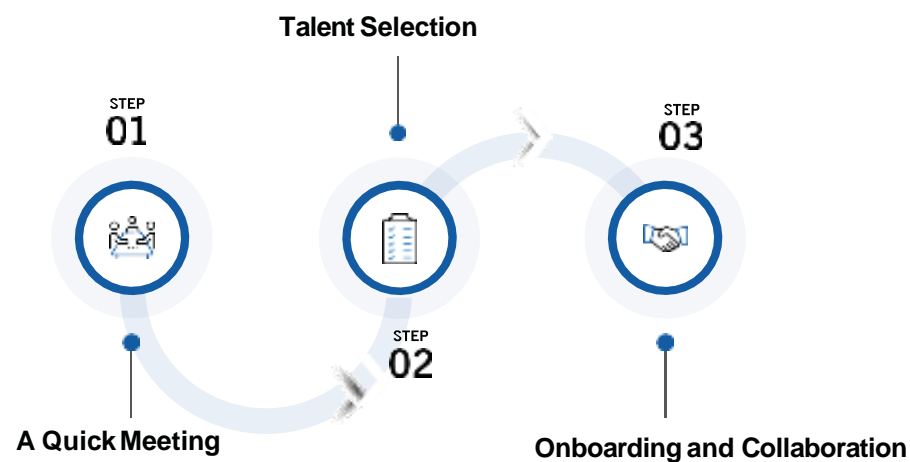 Talent Selection
STEP
01
STEP
03
STEP
02
A Quick Meeting
Onboarding and Collaboration